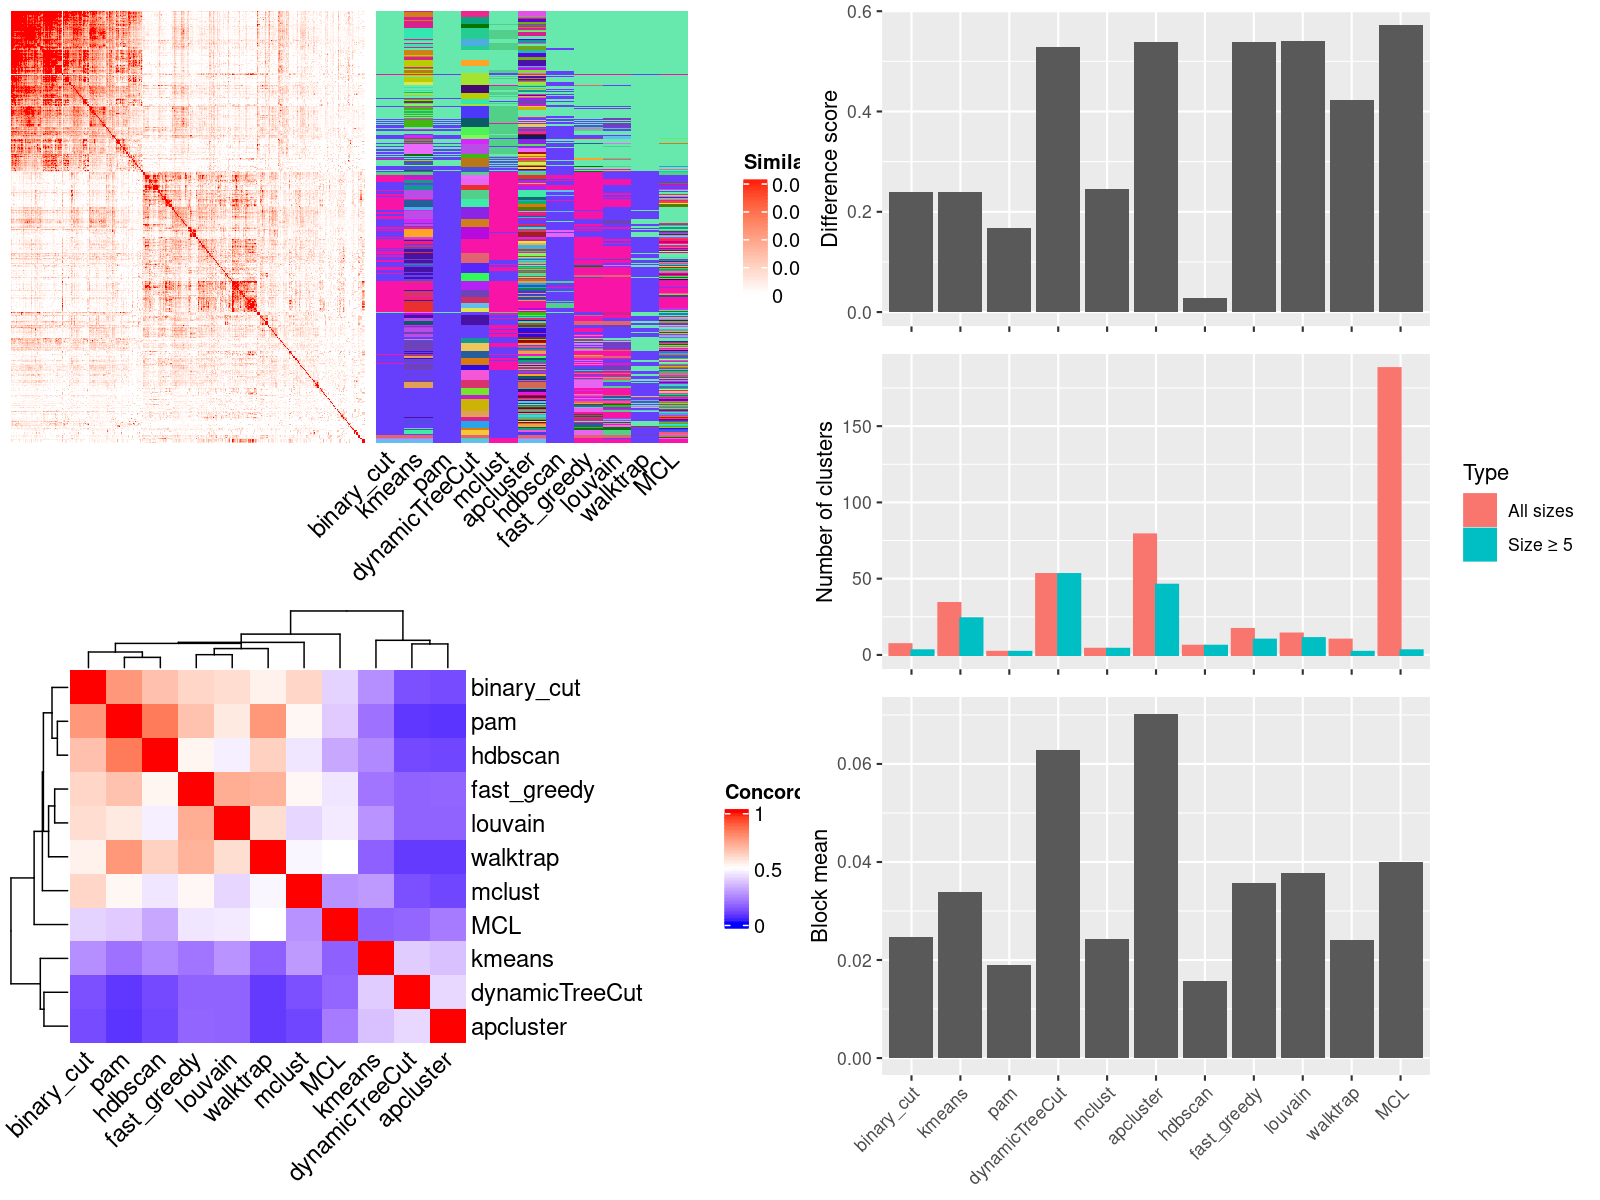 Simila
0.0
0.0
0.0
0.0
0
binary_cut
kmeans
pam
dynamicTreeCut
mclust
apcluster
hdbscan
fast_greedy
louvain
walktrap
MCL
binary_cut
pam
hdbscan
fast_greedy
louvain
walktrap
mclust
MCL
kmeans
dynamicTreeCut
apcluster
Concord
1
0.5
0
binary_cut
pam
hdbscan
fast_greedy
louvain
walktrap
mclust
MCL
kmeans
dynamicTreeCut
apcluster
Difference score
0.6
0.4
0.2
0.0
Number of clusters
150
100
50
0
Type
All sizes
Size ≥ 5
Block mean
0.06
0.04
0.02
0.00
binary_cut
kmeans
pam
dynamicTreeCut
mclust
apcluster
hdbscan
fast_greedy
louvain
walktrap
MCL